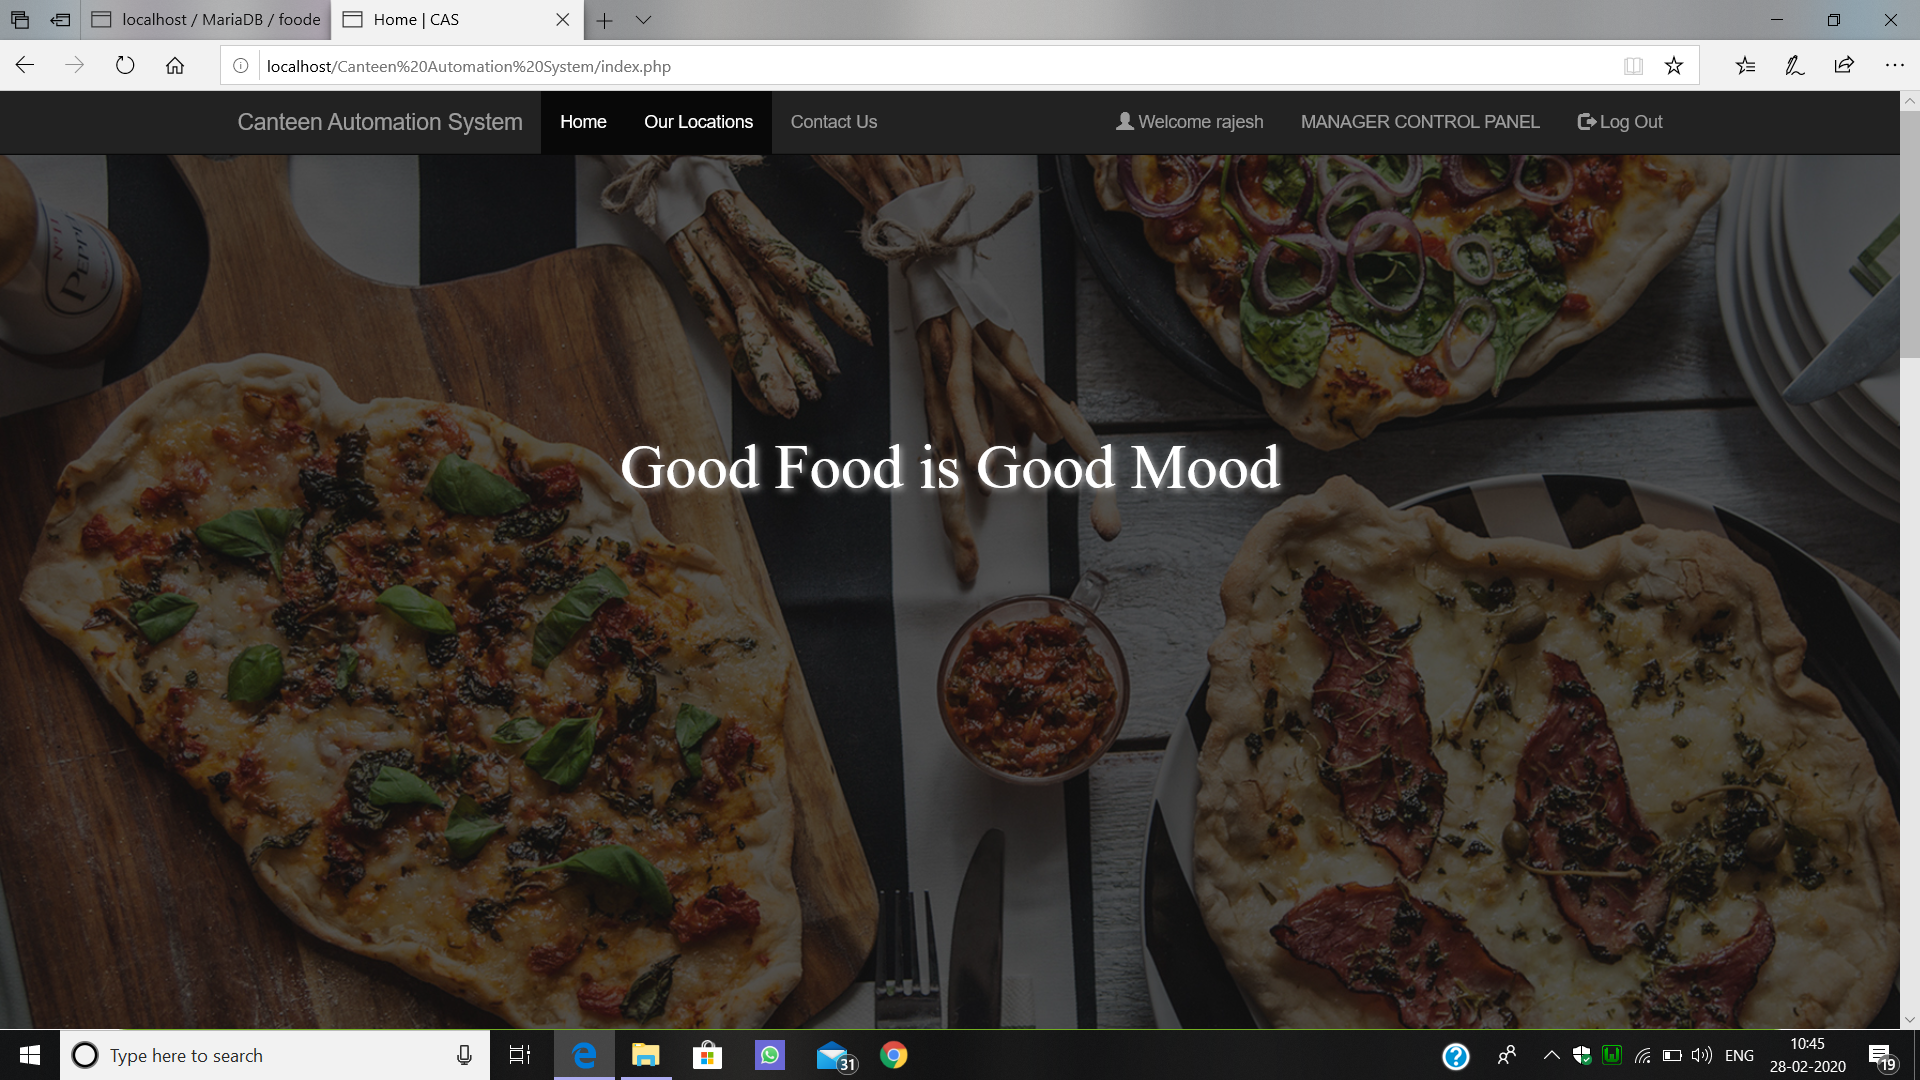 localhost / MariaDB / foode
Home | CAS
localhost/Canteen%20Automation%20System/index.php
Canteen Automation System
Home
Our Locations
Contact Us
Welcome rajesh
MANAGER CONTROL PANEL
Log Out
Good Food is Good Mood
Type here to search
31
ENG
10:45
28-02-2020
19